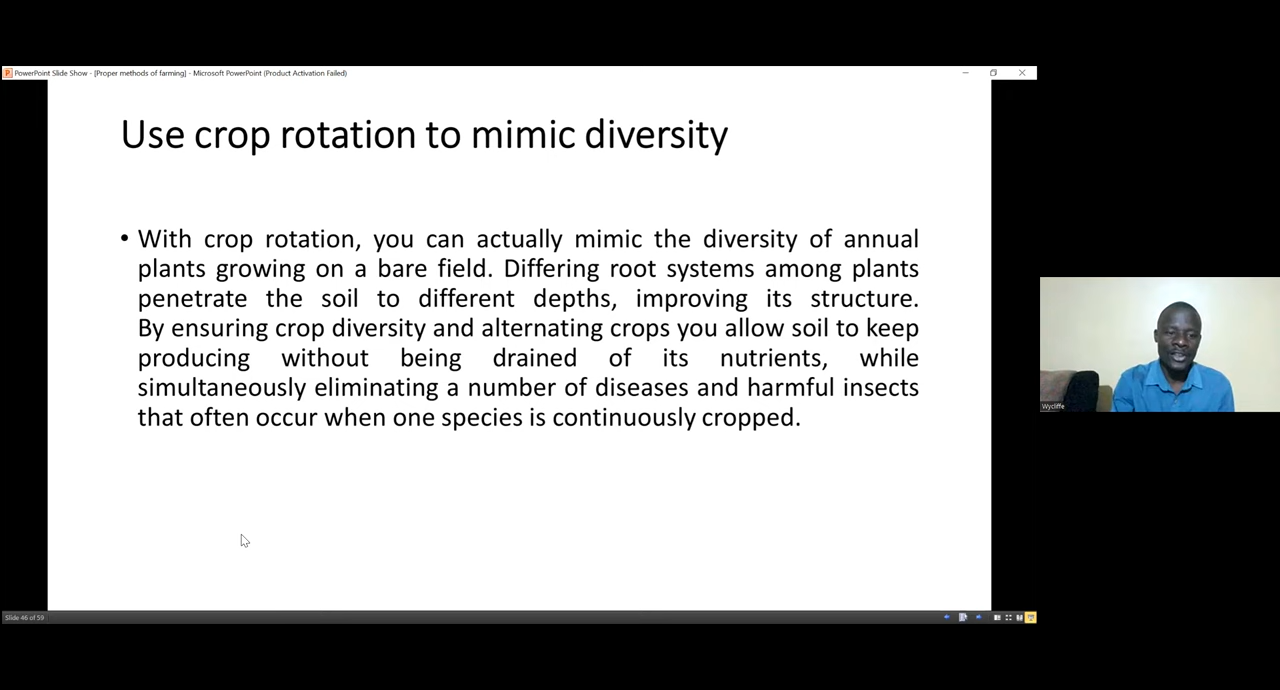 PowerPoint Slide Show - [Proper methods of farming] - Microsoft PowerPoint (Product Activation Failed)
Use crop rotation to mimic diversity
• With crop rotation, you can actually mimic the diversity of annual
plants growing on a bare field. Differing root systems among plants
penetrate the soil to different depths, improving its structure.
By ensuring crop diversity and alternating crops you allow soil to keep
producing without being drained of its nutrients, while
simultaneously eliminating a number of diseases and harmful insects
that often occur when one species is continuously cropped.
Wycliffe
Slide 46 of 59